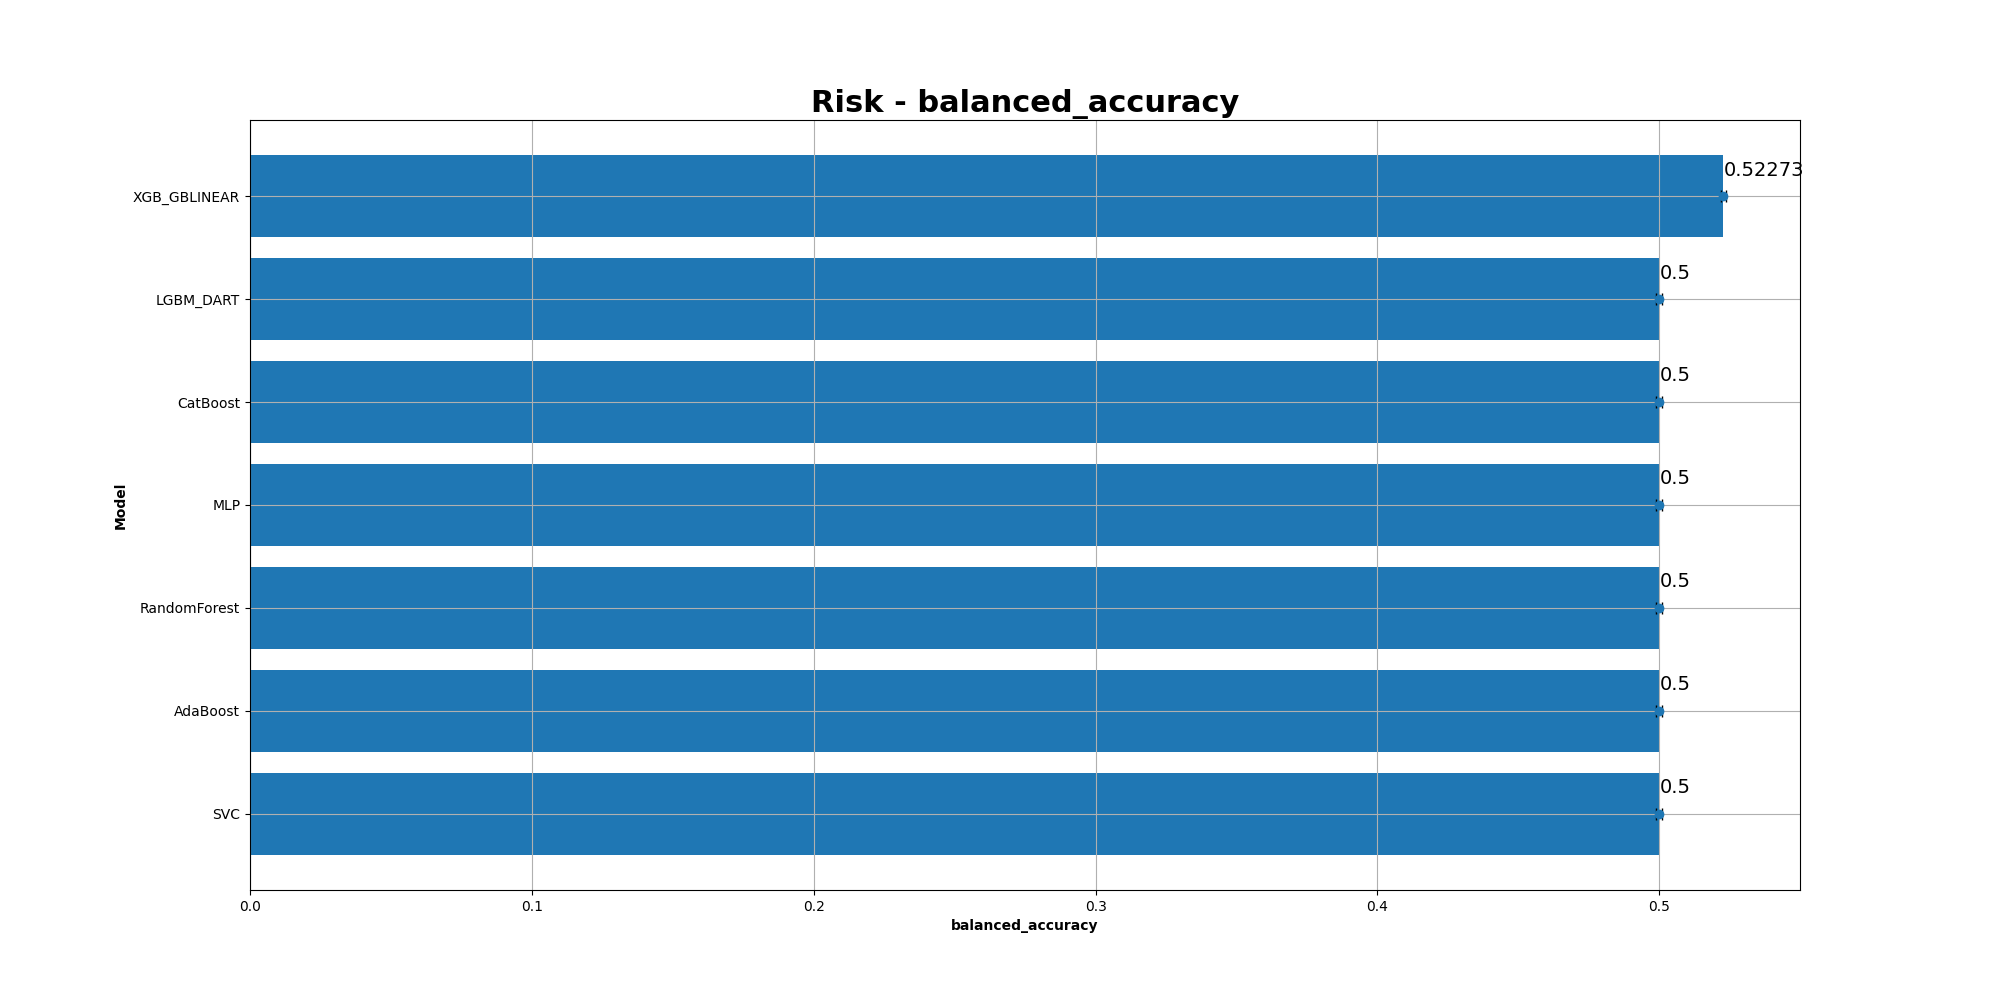 Risk - balanced_accuracy
XGB_GBLINEAR
0.52273
LGBM_DART
0.5
CatBoost
0.5
MLP
0.5
RandomForest
0.5
AdaBoost
0.5
SVC
0.5
Model
0.0 0.1 0.2 0.3 0.4 0.5
balanced_accuracy